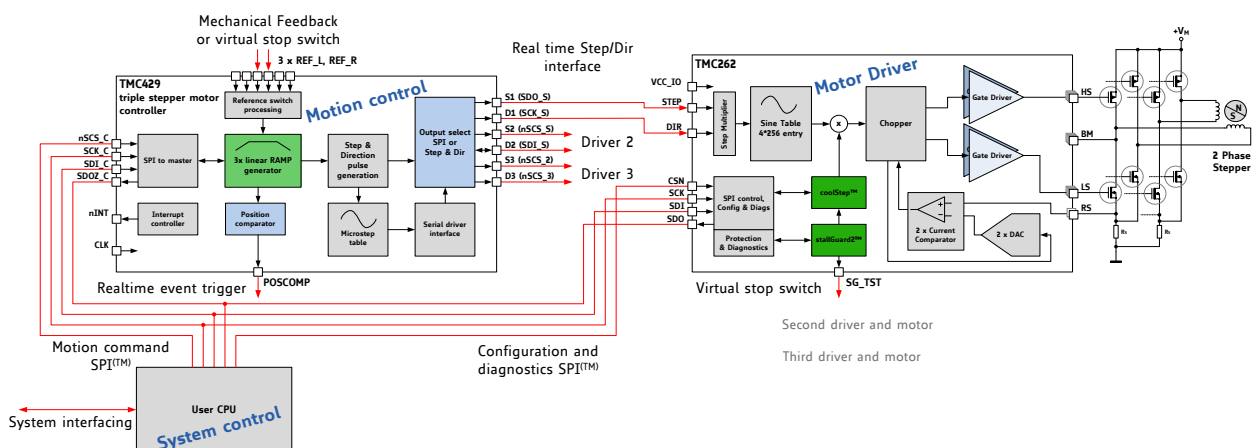 Mechanical Feedback
or virtual stop switch
3 x REF_L, REF_R
Real time Step/Dir
interface
+VM
TMC429
triple stepper motor
controller
Reference switch
processing
Motion control
nSCS_C
SCK_C
SDI_C
SDOZ_C
nINT
CLK
SPI to master
3x linear RAMP
generator
Step &
Direction
pulse
generation
Output select
SPI or
Step & Dir
Interrupt
controller
Position
comparator
Microstep
table
Serial driver
interface
S1 (SDO_S)
D1 (SCK_S)
S2 (nSCS_S)
D2 (SDI_S)
S3 (nSCS_2)
D3 (nSCS_3)
Driver 2
Driver 3
POSCOMP
Realtime event trigger
TMC262
Motor Driver
VCC_IO
STEP
DIR
CSN
SCK
SDI
SDO
Step Multiplier
Sine Table
4*256 entry
x
Chopper
Gate Driver
Gate Driver
SPI control,
Config & Diags
Protection
& Diagnostics
coolStep™
stallGuard2™
2 x Current
Comparator
2 x DAC
HS
BM
LS
RS
N
S
2 Phase
Stepper
RS
RS
SG_TST
Virtual stop switch
Second driver and motor
Third driver and motor
Motion command
SPI(TM)
Configuration and
diagnostics SPI(TM)
User CPU
System control
System interfacing